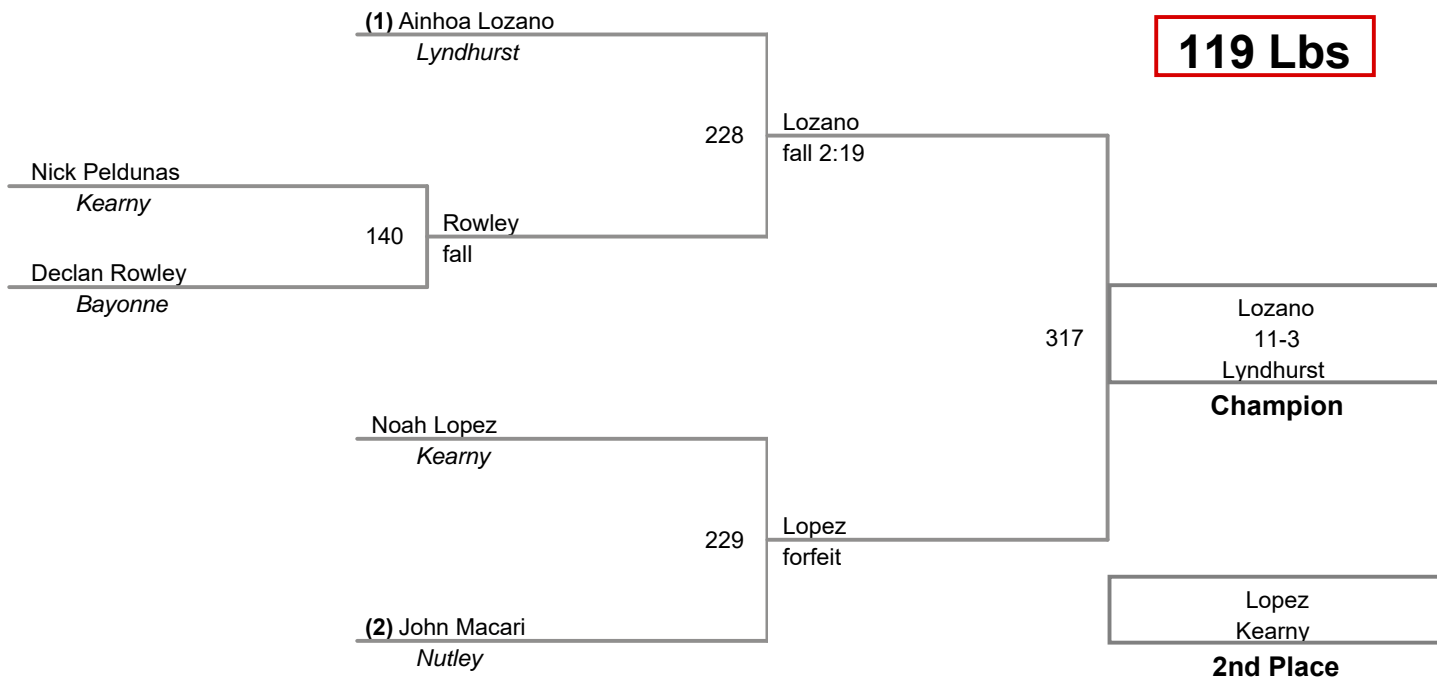 (1) Ainhoa Lozano
Lyndhurst
119 Lbs
228
Lozano
fall 2:19
Nick Peldunas
Kearny
140
Rowley
fall
Declan Rowley
Bayonne
317
Lozano
11-3
Lyndhurst
Champion
Noah Lopez
Kearny
229
Lopez
forfeit
(2) John Macari
Nutley
Lopez
Kearny
2nd Place